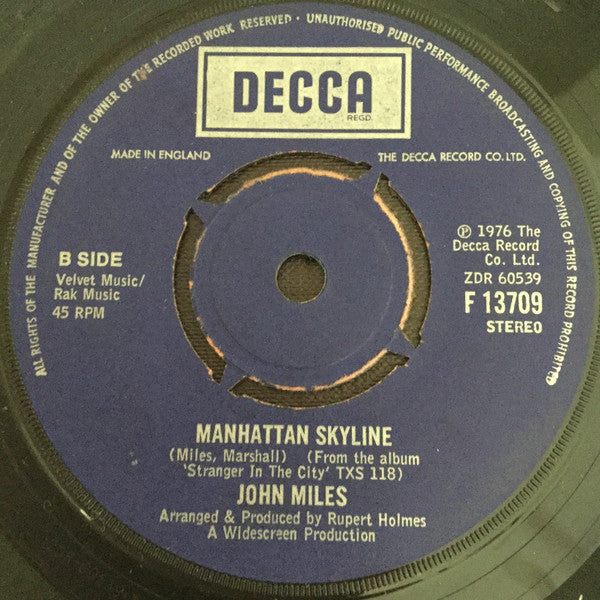 ALL RIGHTS OF THE MANUFACTURER AND OF THE OWNER OF THE RECORDED WORK RESERVED · UNAUTHORISED PUBLIC PERFORMANCE BROADCASTING AND COPYING OF THIS RECORD PROHIBITED
DECCA
REGD.
MADE IN ENGLAND
THE DECCA RECORD CO. LTD.
B SIDE
Velvet Music/
Rak Music
45 RPM
℗ 1976 The
Decca Record
Co. Ltd.
ZDR 60539
F 13709
STEREO
MANHATTAN SKYLINE
(Miles, Marshall) (From the album
'Stranger In The City' TXS 118)
JOHN MILES
Arranged & Produced by Rupert Holmes
A Widescreen Production